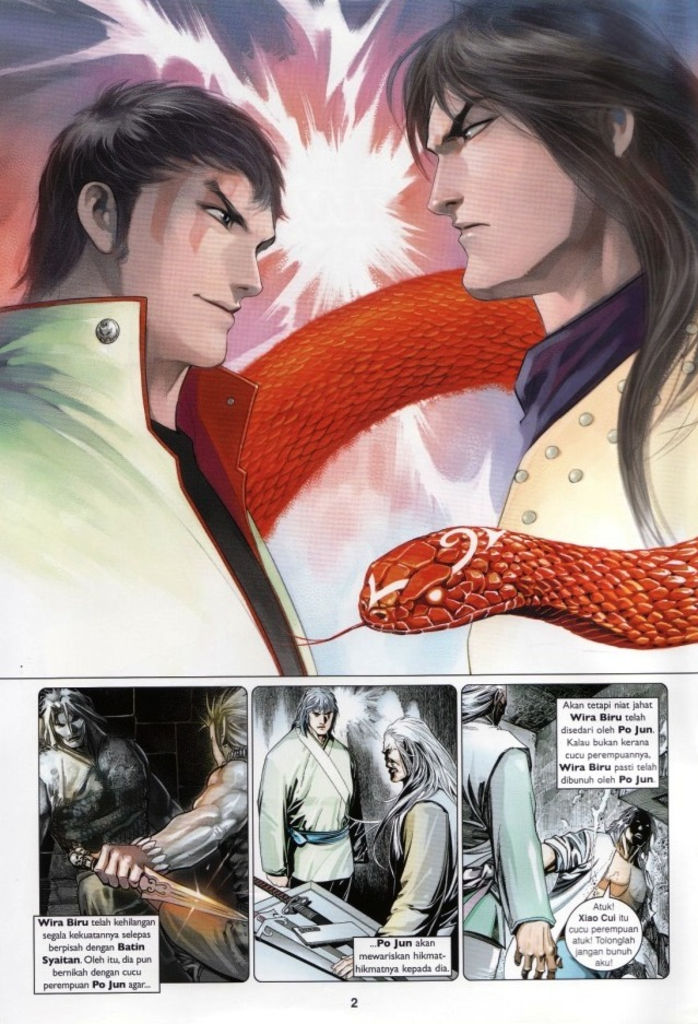 Wira Biru telah kehilangan
segala kekuatannya selepas
berpisah dengan Batin
Syaitan. Oleh itu, dia pun
bernikah dengan cucu
perempuan Po Jun agar...
...Po Jun akan
mewariskan hikmat-
hikmatnya kepada dia.
Akan tetapi niat jahat
Wira Biru telah
disedari oleh Po Jun.
Kalau bukan kerana
cucu perempuannya,
Wira Biru pasti telah
dibunuh oleh Po Jun.
Atuk!
Xiao Cui itu
cucu perempuan
atuk! Tolonglah
jangan bunuh
aku!
2